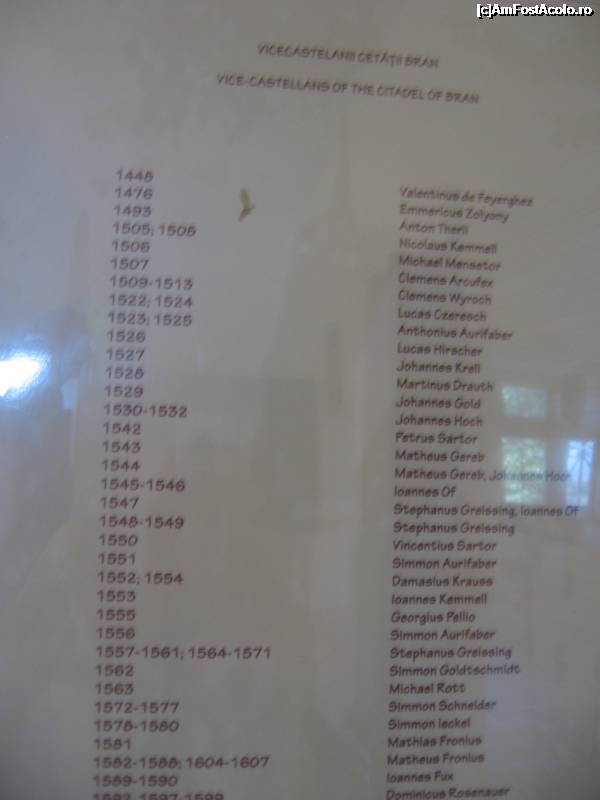 [c]AmFostAcolo.ro
VICECASTELANII CETĂŢII BRAN
VICE-CASTELLANS OF THE CITADEL OF BRAN
1448 Valentinus de Feyerghez
1476 Emmericus Zolyony
1493 Anton Therli
1505; 1508 Nicolaus Kemmell
1506 Michael Mensetor
1507 Clemens Arcufex
1509-1513 Clemens Wyroch
1522; 1524 Lucas Czeresch
1523; 1525 Anthonius Aurifaber
1526 Lucas Hirscher
1527 Johannes Krell
1528 Martinus Drauth
1529 Johannes Gold
1530-1532 Johannes Hoch
1542 Petrus Sartor
1543 Matheus Gereb
1544 Matheus Gereb, Johannes Hoch
1545-1546 Ioannes Of
1547 Stephanus Greissing, Ioannes Of
1548-1549 Stephanus Greissing
1550 Vincentius Sartor
1551 Simmon Aurifaber
1552; 1554 Damasius Krauss
1553 Ioannes Kemmell
1555 Georgius Pellio
1556 Simmon Aurifaber
1557-1561; 1564-1571 Stephanus Greissing
1562 Simmon Goldtschmidt
1563 Michael Rott
1572-1577 Simmon Schneider
1578-1580 Simmon Ieckel
1581 Mathias Fronius
1582-1588; 1604-1607 Matheus Fronius
1589-1590 Ioannes Fux
1597-1599 Dominicus Rosenauer